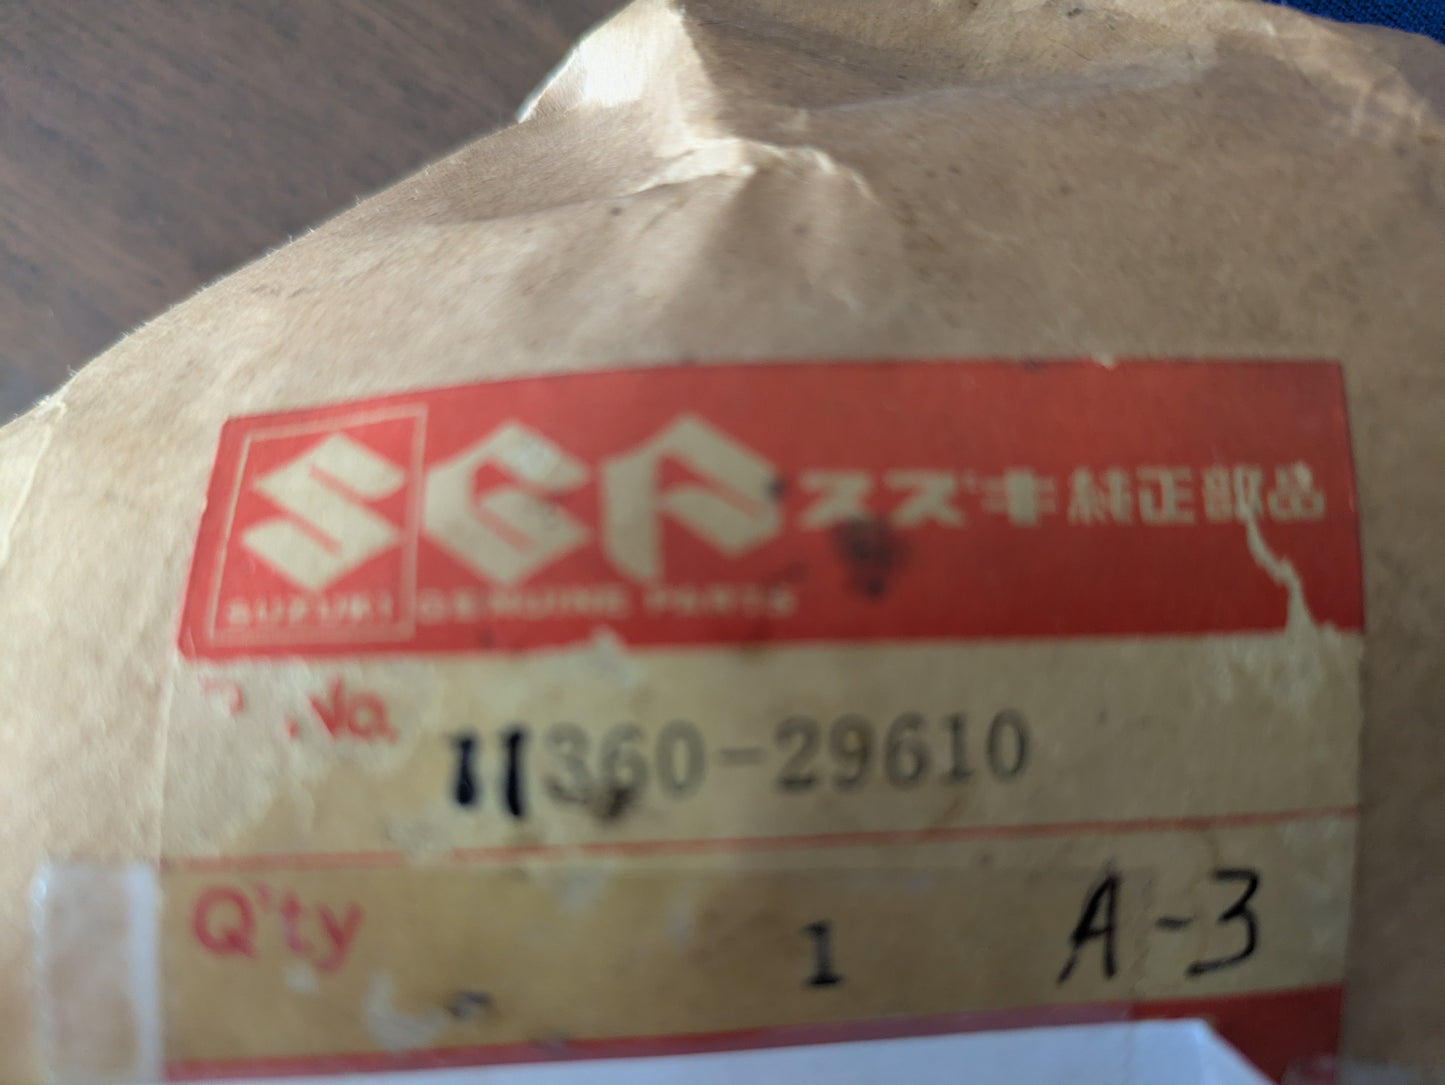 SGP スズキ純正部品
SUZUKI GENUINE PARTS
No.
11360-29610
Q'ty 1 A-3